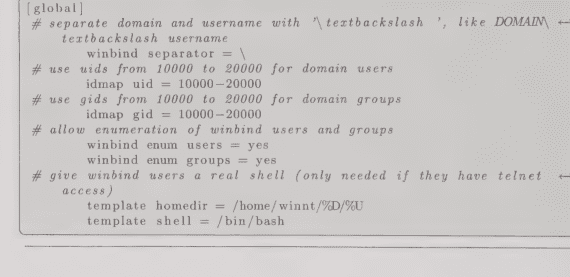 [global]
# separate domain and username with '\textbackslash ', like DOMAIN\ ←
textbackslash username
winbind separator = \
# use uids from 10000 to 20000 for domain users
idmap uid = 10000-20000
# use gids from 10000 to 20000 for domain groups
idmap gid = 10000-20000
# allow enumeration of winbind users and groups
winbind enum users = yes
winbind enum groups = yes
# give winbind users a real shell (only needed if they have telnet ←
access)
template homedir = /home/winnt/%D/%U
template shell = /bin/bash